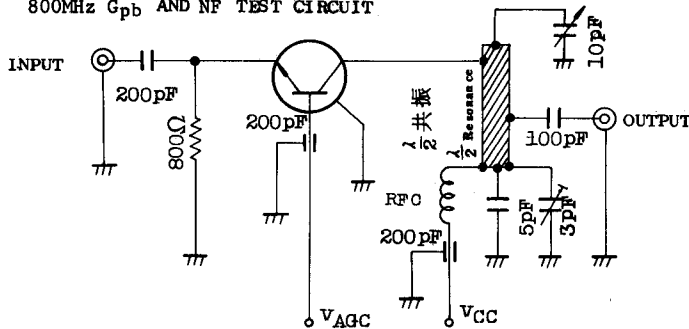 800MHz Gpb AND NF TEST CIRCUIT
10pF
INPUT
200pF
200pF
800Ω
λ/2 共振
λ/2 Resonance
100pF
OUTPUT
RFC
5pF
3pF
200pF
VAGC
VCC